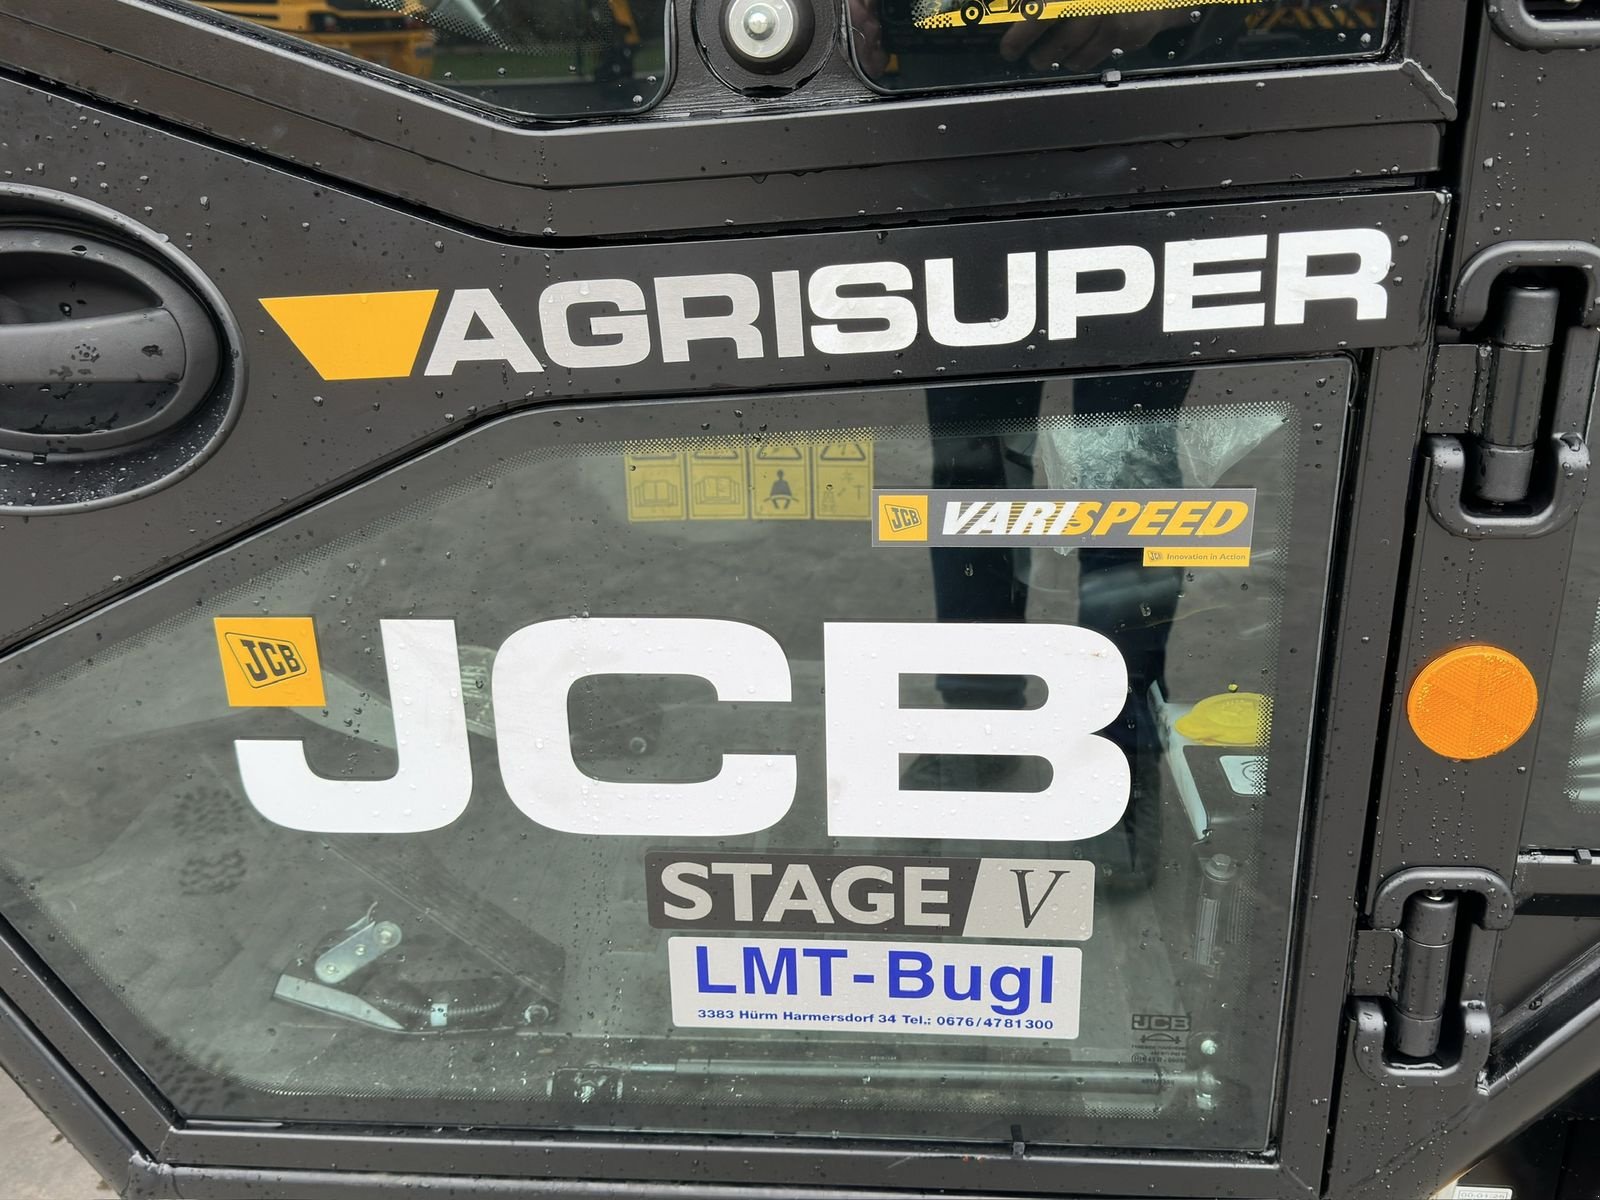 AGRISUPER
JCB VARISPEED
JCB Innovation in Action
JCB
JCB
STAGE V
LMT-Bugl
3383 Hürm Harmersdorf 34 Tel.: 0676/4781300
JCB